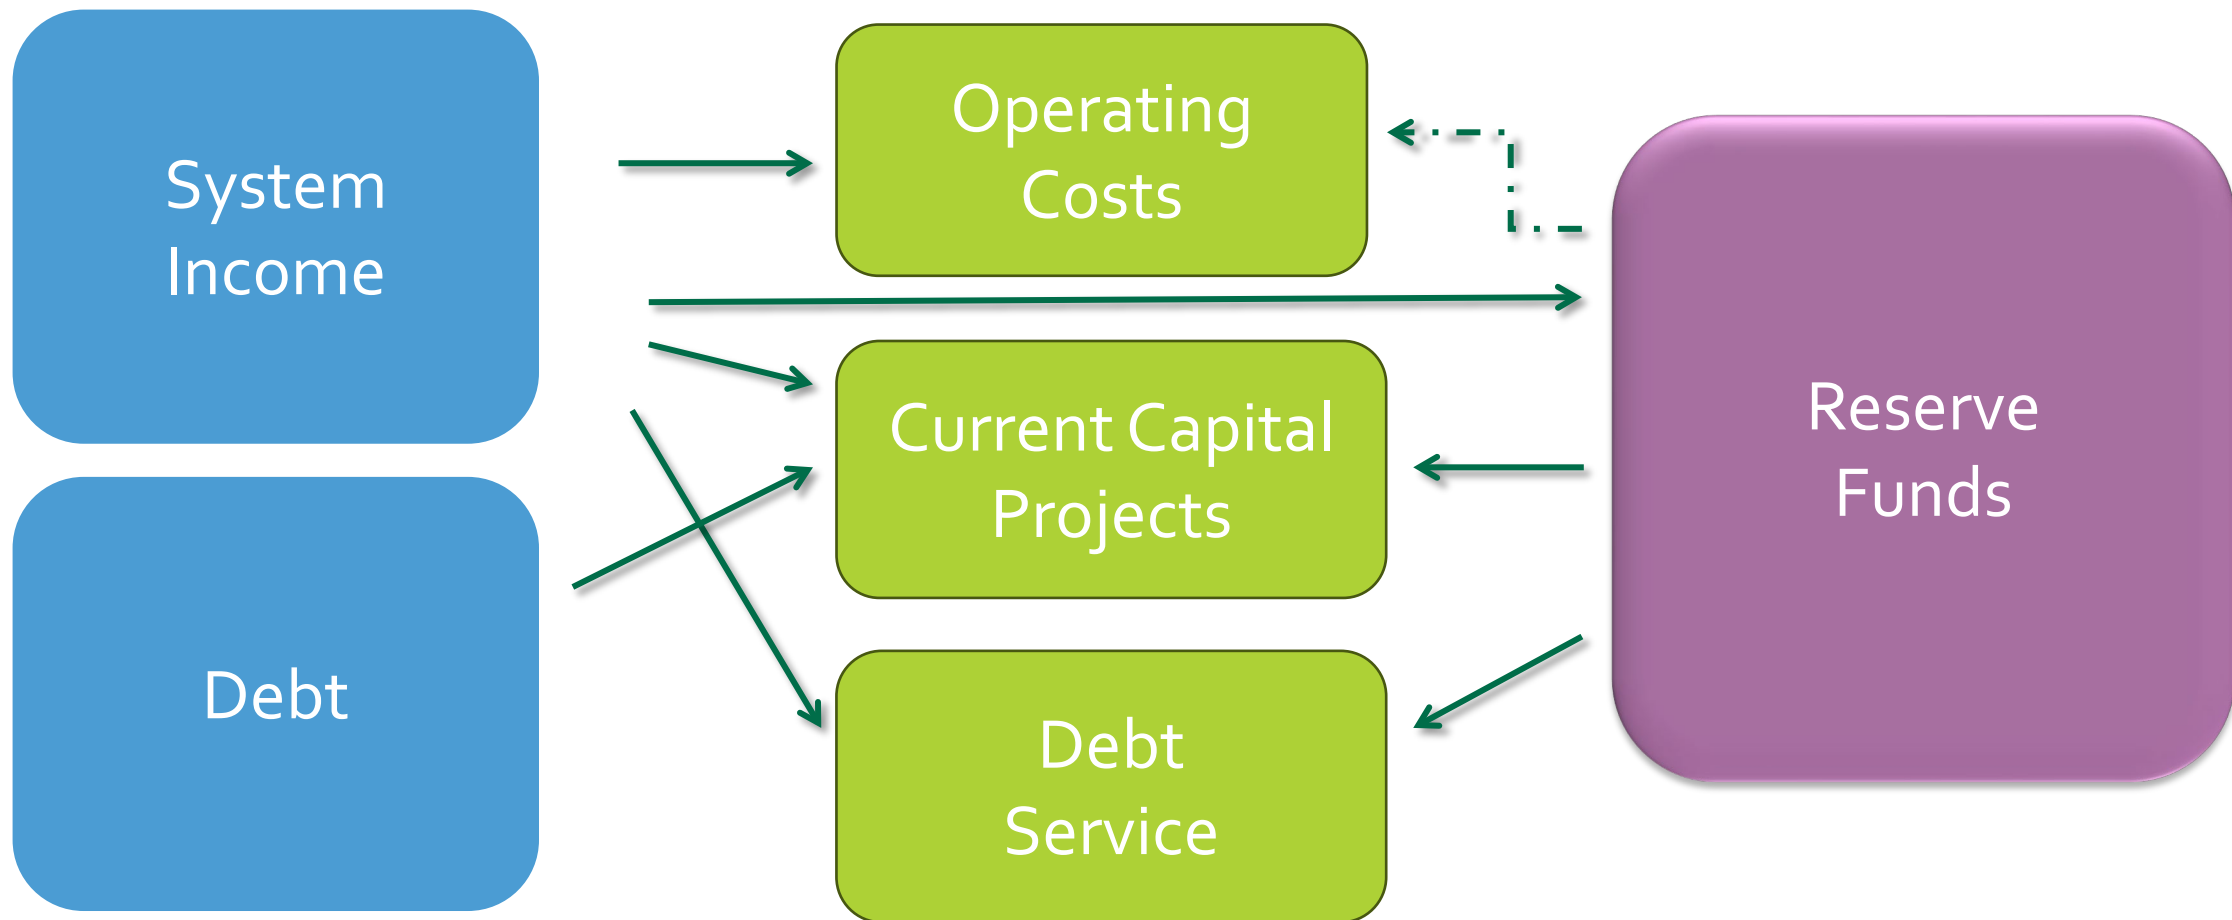 System
Income
Debt
Operating
Costs
Current Capital
Projects
Debt
Service
Reserve
Funds